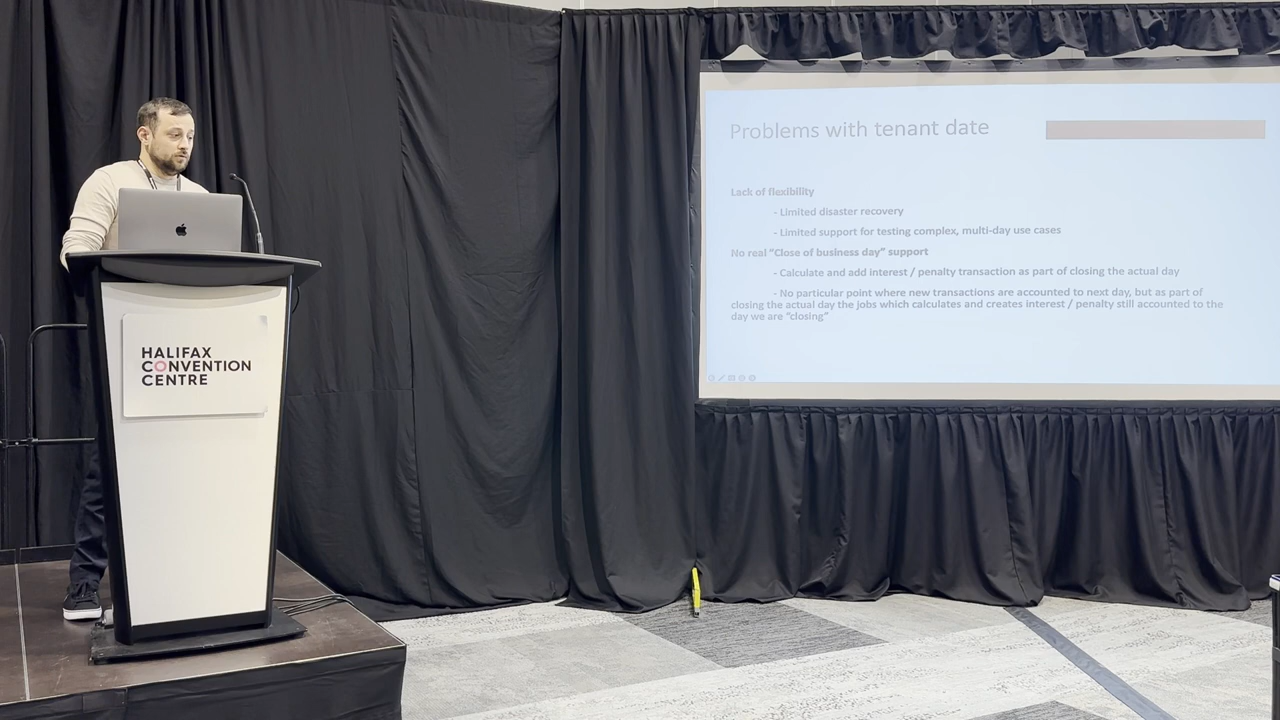 HALIFAX
CONVENTION
CENTRE
Problems with tenant date
Lack of flexibility
- Limited disaster recovery
- Limited support for testing complex, multi-day use cases
No real “Close of business day” support
- Calculate and add interest / penalty transaction as part of closing the actual day
- No particular point where new transactions are accounted to next day, but as part of
closing the actual day the jobs which calculates and creates interest / penalty still accounted to the
day we are “closing”